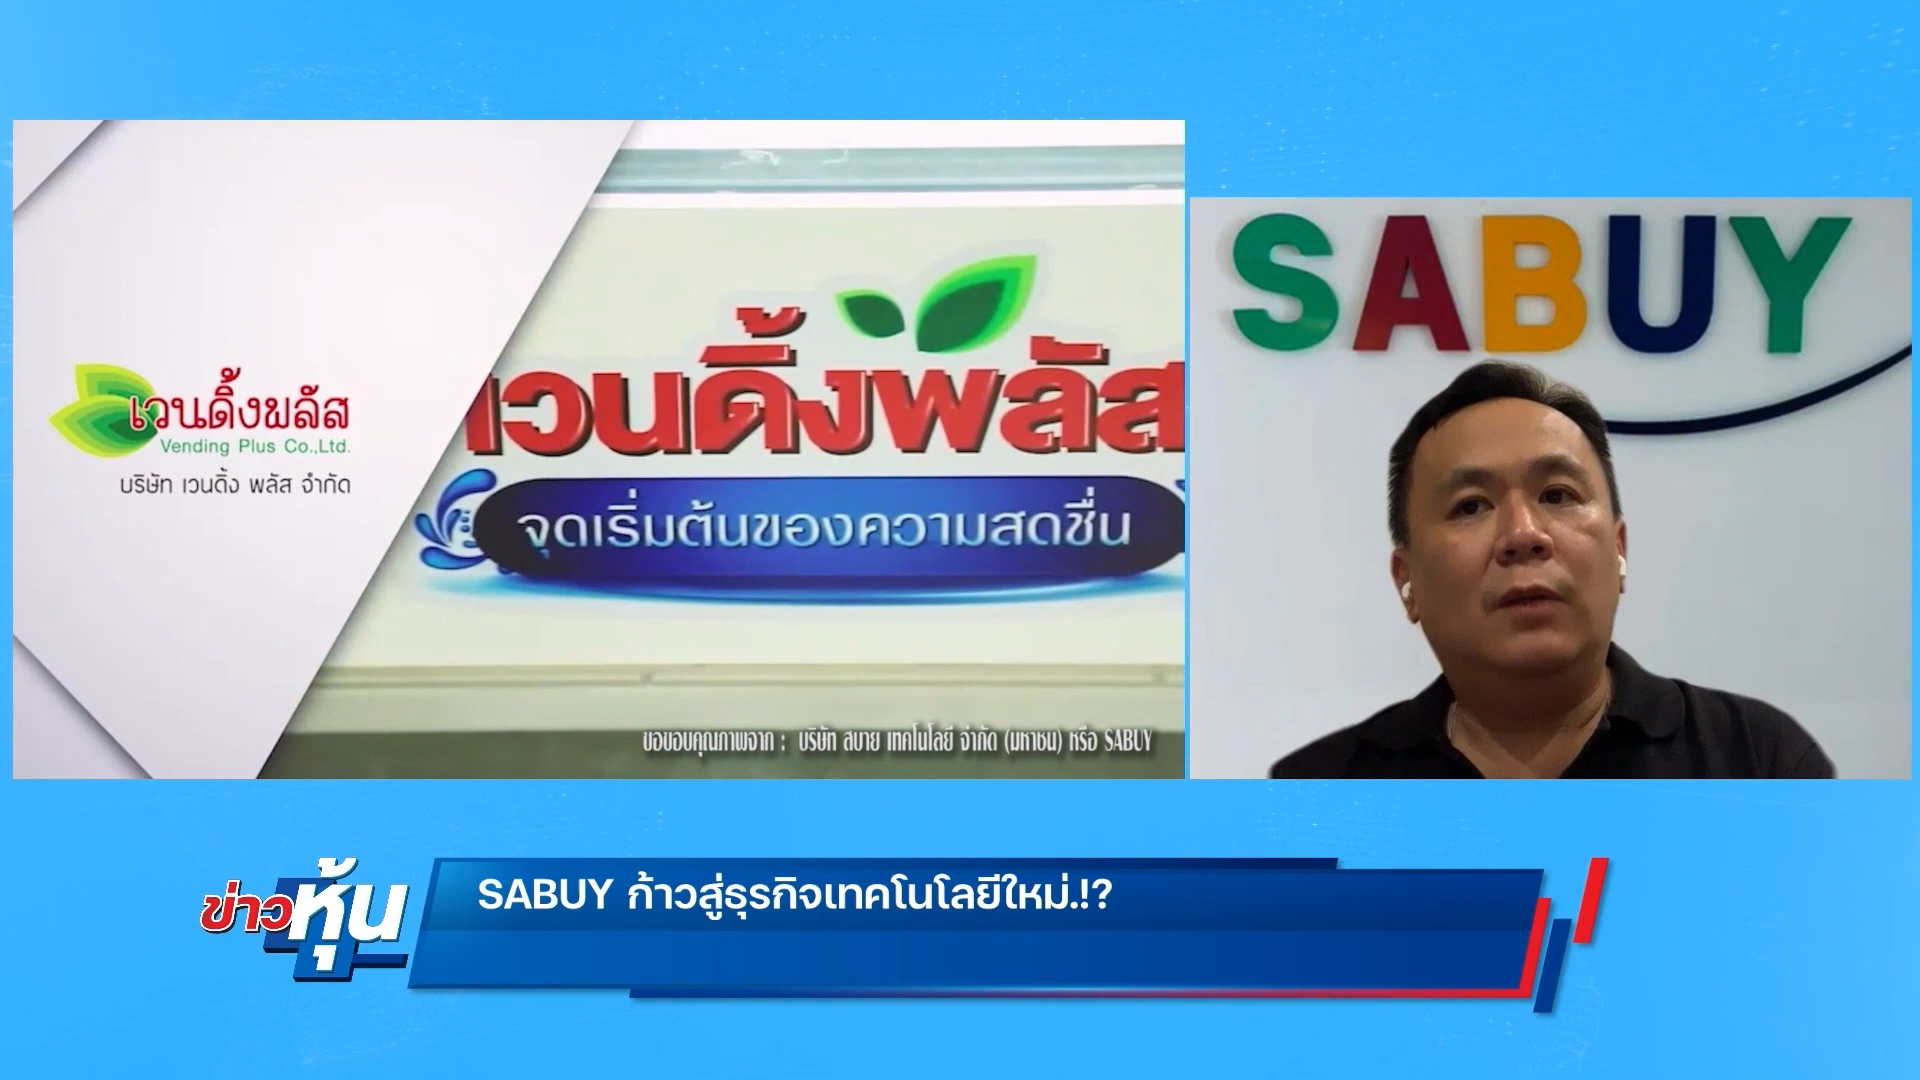 เวนดิ้งพลัส
Vending Plus Co.,Ltd.
บริษัท เวนดิ้ง พลัส จำกัด
เวนดิ้งพลัส
จุดเริ่มต้นของความสดชื่น
ขอขอบคุณภาพจาก : บริษัท สบาย เทคโนโลยี จำกัด (มหาชน) หรือ SABUY
SABUY
ข่าวหุ้น
SABUY ก้าวสู่ธุรกิจเทคโนโลยีใหม่.!?